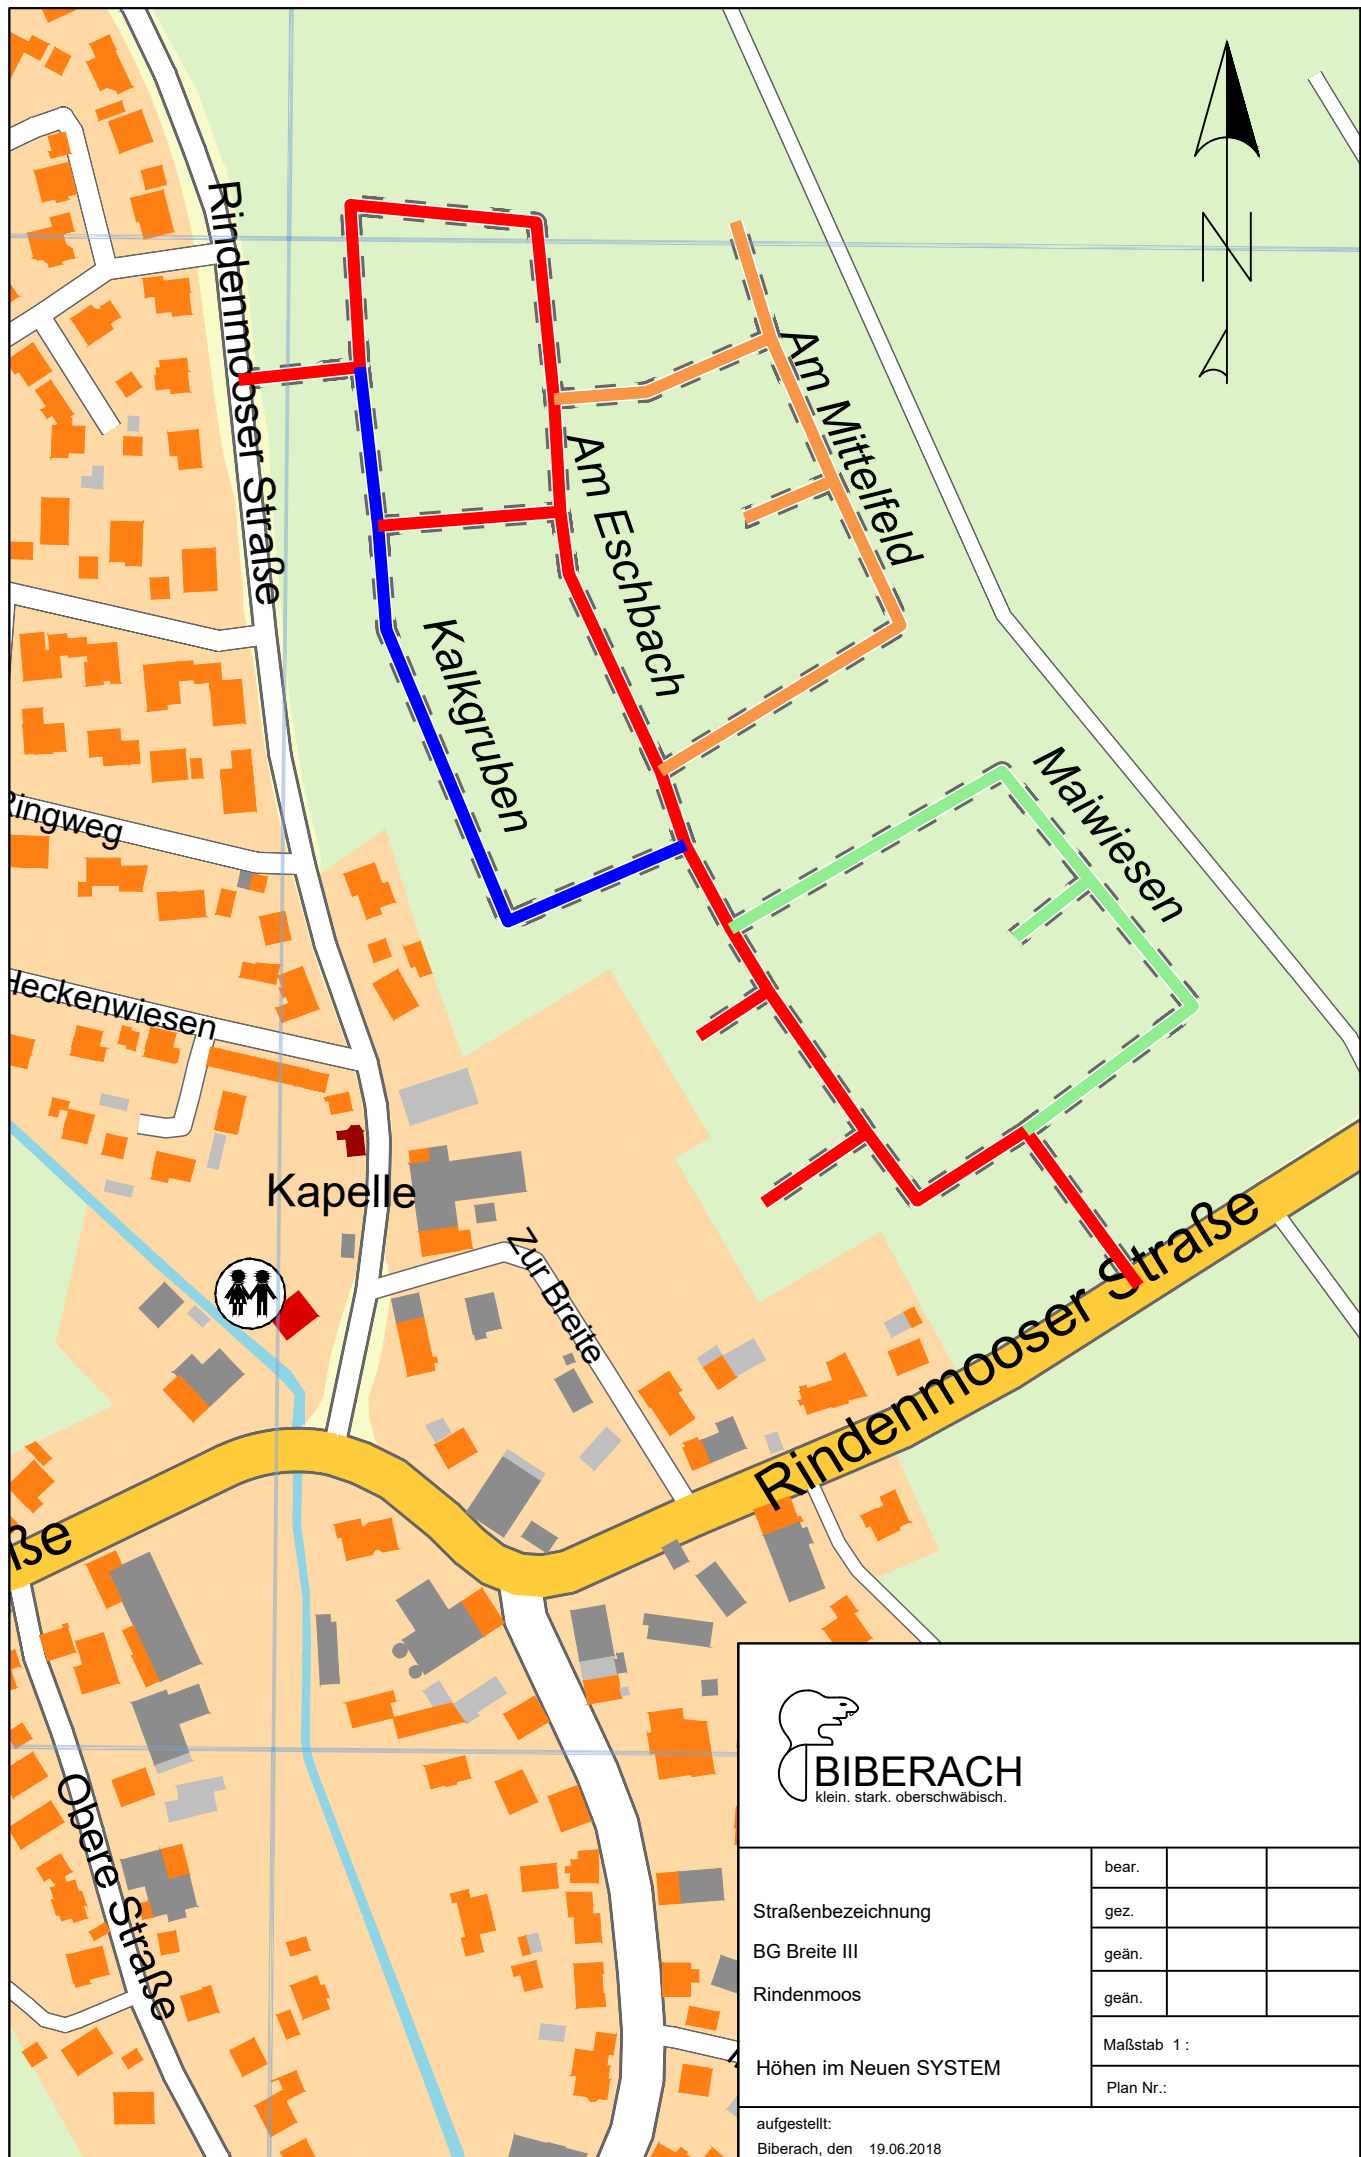 Rindenmooser Straße
Am Mittelfeld
Am Eschbach
Kalkgruben
Maiwiesen
Ringweg
Heckenwiesen
Kapelle
Zur Breite
Rindenmooser Straße
ße
Obere Straße
N
BIBERACH
klein. stark. oberschwäbisch.
Straßenbezeichnung
BG Breite III
Rindenmoos
Höhen im Neuen SYSTEM
bear.
gez.
geän.
geän.
Maßstab 1 :
Plan Nr.:
aufgestellt:
Biberach, den 19.06.2018